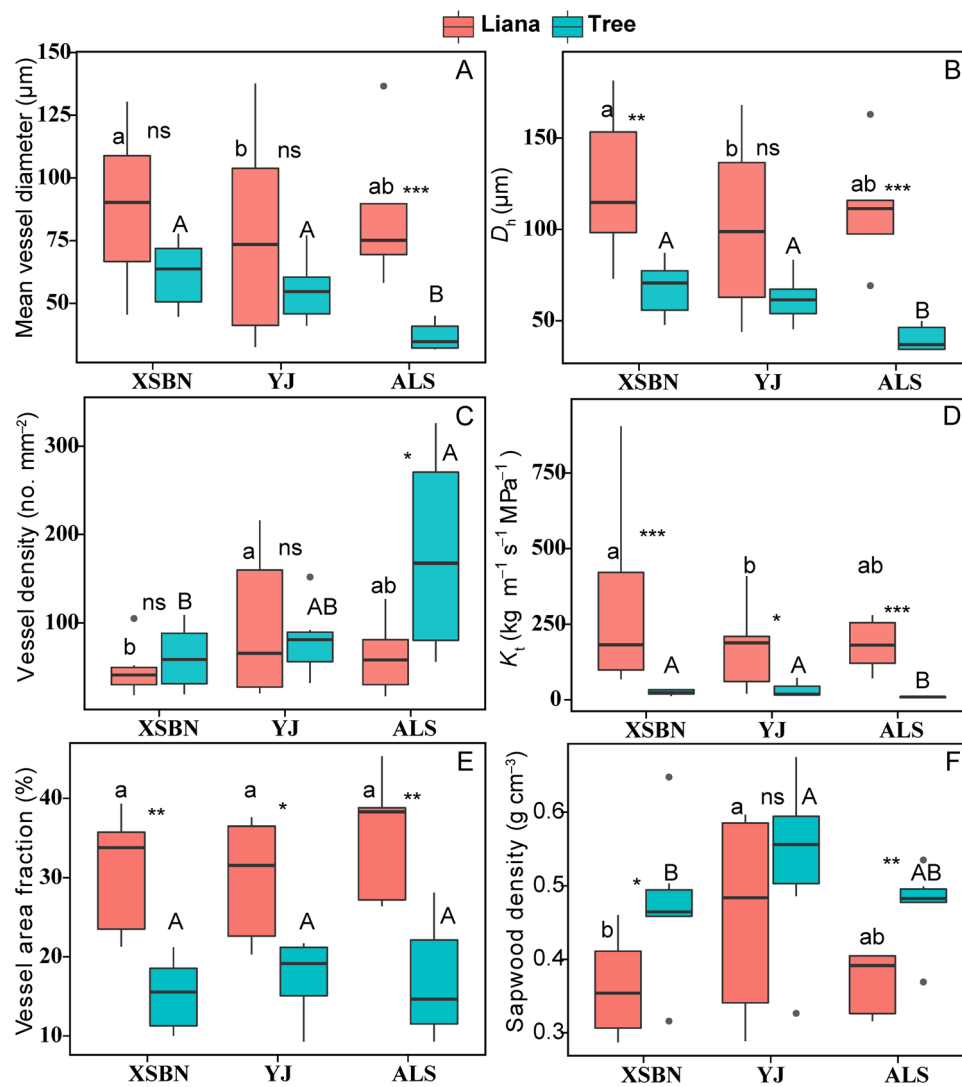 Liana Tree
A
Mean vessel diameter (μm)
150
125
100
75
50
a ns
A
b ns
A
ab ***
B
XSBN YJ ALS
B
Dh (μm)
150
100
50
a **
A
b ns
A
ab ***
B
XSBN YJ ALS
C
Vessel density (no. mm−2)
300
200
100
b ns B
a ns AB
ab * A
XSBN YJ ALS
D
Kt (kg m−1 s−1 MPa−1)
750
500
250
0
a ***
A
b *
A
ab ***
B
XSBN YJ ALS
E
Vessel area fraction (%)
40
30
20
10
a **
A
a *
A
a **
A
XSBN YJ ALS
F
Sapwood density (g cm−3)
0.6
0.5
0.4
0.3
b * B
a ns A
ab ** AB
XSBN YJ ALS